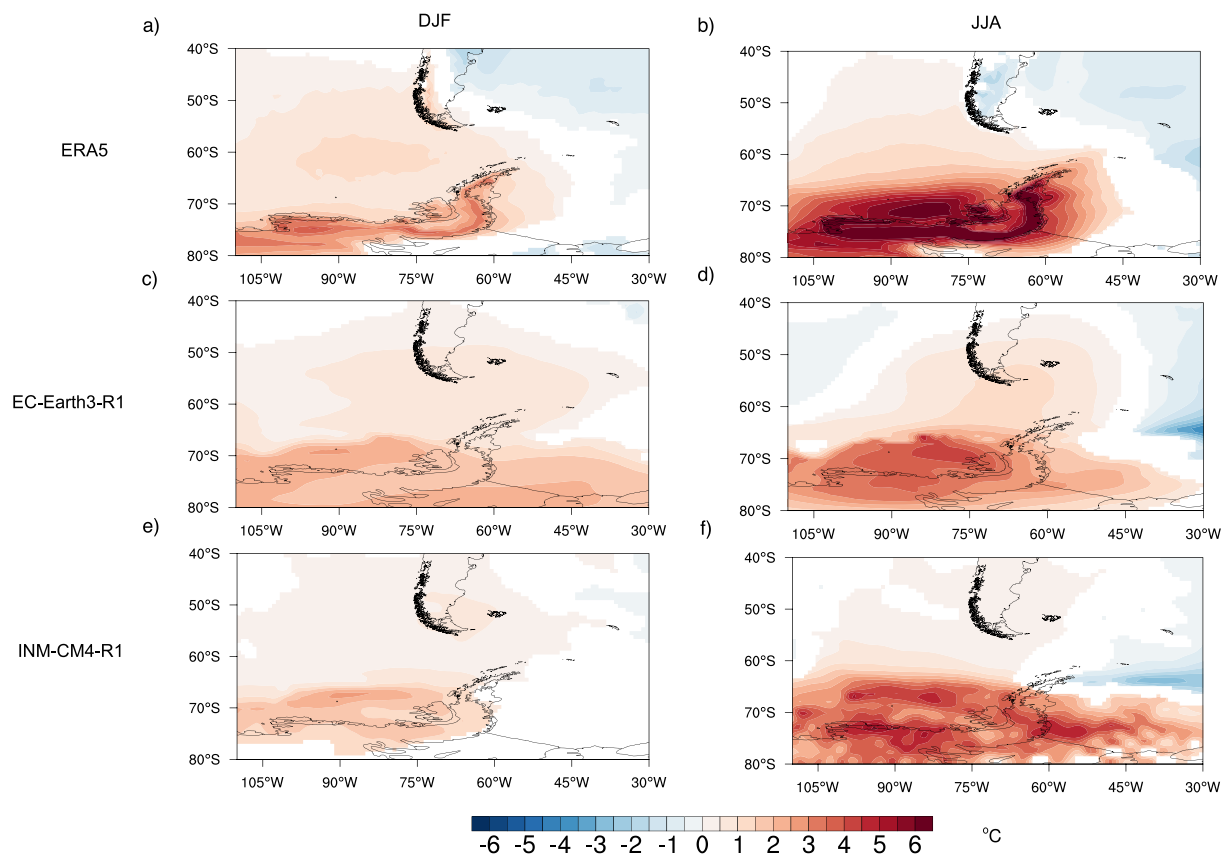 DJF JJA
a) b)
40°S 40°S
50°S 50°S
ERA5
60°S 60°S
70°S 70°S
80°S 80°S
105°W 90°W 75°W 60°W 45°W 30°W 105°W 90°W 75°W 60°W 45°W 30°W
c) d)
40°S 40°S
50°S 50°S
EC-Earth3-R1
60°S 60°S
70°S 70°S
80°S 80°S
105°W 90°W 75°W 60°W 45°W 30°W 105°W 90°W 75°W 60°W 45°W 30°W
e) f)
40°S 40°S
50°S 50°S
INM-CM4-R1
60°S 60°S
70°S 70°S
80°S 80°S
105°W 90°W 75°W 60°W 45°W 30°W 105°W 90°W 75°W 60°W 45°W 30°W
-6 -5 -4 -3 -2 -1 0 1 2 3 4 5 6 °C